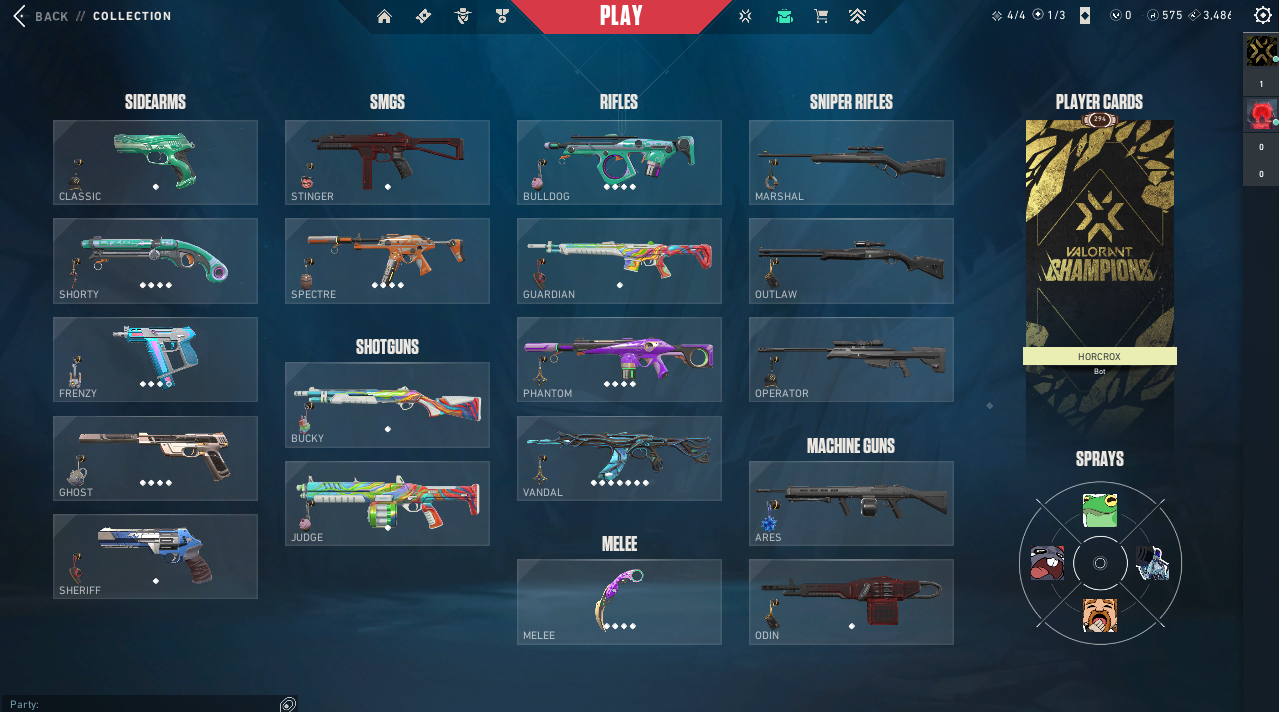 BACK // COLLECTION
PLAY
4/4 1/3 0 575 3,486
SIDEARMS
CLASSIC
SHORTY
FRENZY
GHOST
SHERIFF
SMGS
STINGER
SPECTRE
SHOTGUNS
BUCKY
JUDGE
RIFLES
BULLDOG
GUARDIAN
PHANTOM
VANDAL
MELEE
MELEE
SNIPER RIFLES
MARSHAL
OUTLAW
OPERATOR
MACHINE GUNS
ARES
ODIN
PLAYER CARDS
294
VALORANT
CHAMPIONS
HORCROX
Bot
SPRAYS
1
0
0
Party: